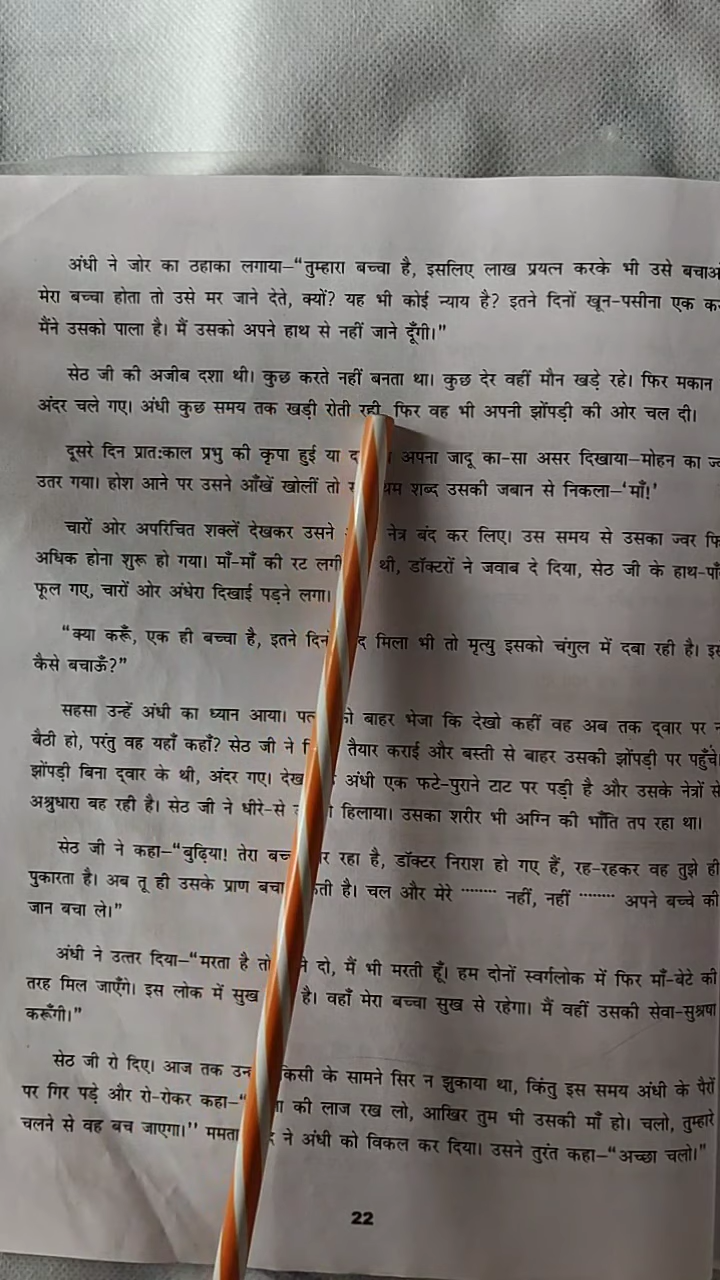 अंधी ने जोर का ठहाका लगाया–“तुम्हारा बच्चा है, इसलिए लाख प्रयत्न करके भी उसे
मेरा बच्चा होता तो उसे मर जाने देते, क्यों? यह भी कोई न्याय है? इतने दिनों खून-पसीना एक
मैंने उसको पाला है। मैं उसको अपने हाथ से नहीं जाने दूँगी।”
सेठ जी की अजीब दशा थी। कुछ करते नहीं बनता था। कुछ देर वहीं मौन खड़े रहे। फिर मकान
अंदर चले गए। अंधी कुछ समय तक खड़ी रोती रही, फिर वह भी अपनी झोंपड़ी की ओर चल दी।
दूसरे दिन प्रात:काल प्रभु की कृपा हुई या अपना जादू का-सा असर दिखाया–मोहन का
उतर गया। होश आने पर उसने आँखें खोलीं तो शब्द उसकी जबान से निकला–‘माँ!’
चारों ओर अपरिचित शक्लें देखकर उसने नेत्र बंद कर लिए। उस समय से उसका ज्वर
अधिक होना शुरू हो गया। माँ-माँ की रट लगी थी, डॉक्टरों ने जवाब दे दिया, सेठ जी के
फूल गए, चारों ओर अंधेरा दिखाई पड़ने लगा।
“क्या करूँ, एक ही बच्चा है, इतने मिला भी तो मृत्यु इसको चंगुल में दबा रही है।
कैसे बचाऊँ?”
सहसा उन्हें अंधी का ध्यान आया। बाहर भेजा कि देखो कहीं वह अब तक द्वार पर
बैठी हो, परंतु वह यहाँ कहाँ? सेठ जी ने तैयार कराई और बस्ती से बाहर उसकी झोंपड़ी पर
झोंपड़ी बिना द्वार के थी, अंदर गए। अंधी एक फटे-पुराने टाट पर पड़ी है और उसके नेत्रों से
अश्रुधारा बह रही है। सेठ जी ने धीरे-से हिलाया। उसका शरीर भी अग्नि की भाँति तप रहा था।
सेठ जी ने कहा–“बुढ़िया! तेरा रहा है, डॉक्टर निराश हो गए हैं, रह-रहकर वह तुझे ही
पुकारता है। अब तू ही उसके प्राण है। चल और मेरे ........ नहीं, नहीं ........ अपने बच्चे की
जान बचा ले।”
अंधी ने उत्तर दिया–“मरता है तो दो, मैं भी मरती हूँ। हम दोनों स्वर्गलोक में फिर माँ-बेटे की
तरह मिल जाएँगे। इस लोक में सुख है। वहाँ मेरा बच्चा सुख से रहेगा। मैं वहीं उसकी सेवा-सुश्रषा
करूँगी।”
सेठ जी रो दिए। आज तक किसी के सामने सिर न झुकाया था, किंतु इस समय अंधी के पैरों
पर गिर पड़े और रो-रोकर कहा–“ की लाज रख लो, आखिर तुम भी उसकी माँ हो। चलो, तुम्हारे
चलने से वह बच जाएगा।’’ ममता ने अंधी को विकल कर दिया। उसने तुरंत कहा–“अच्छा चलो।”
22